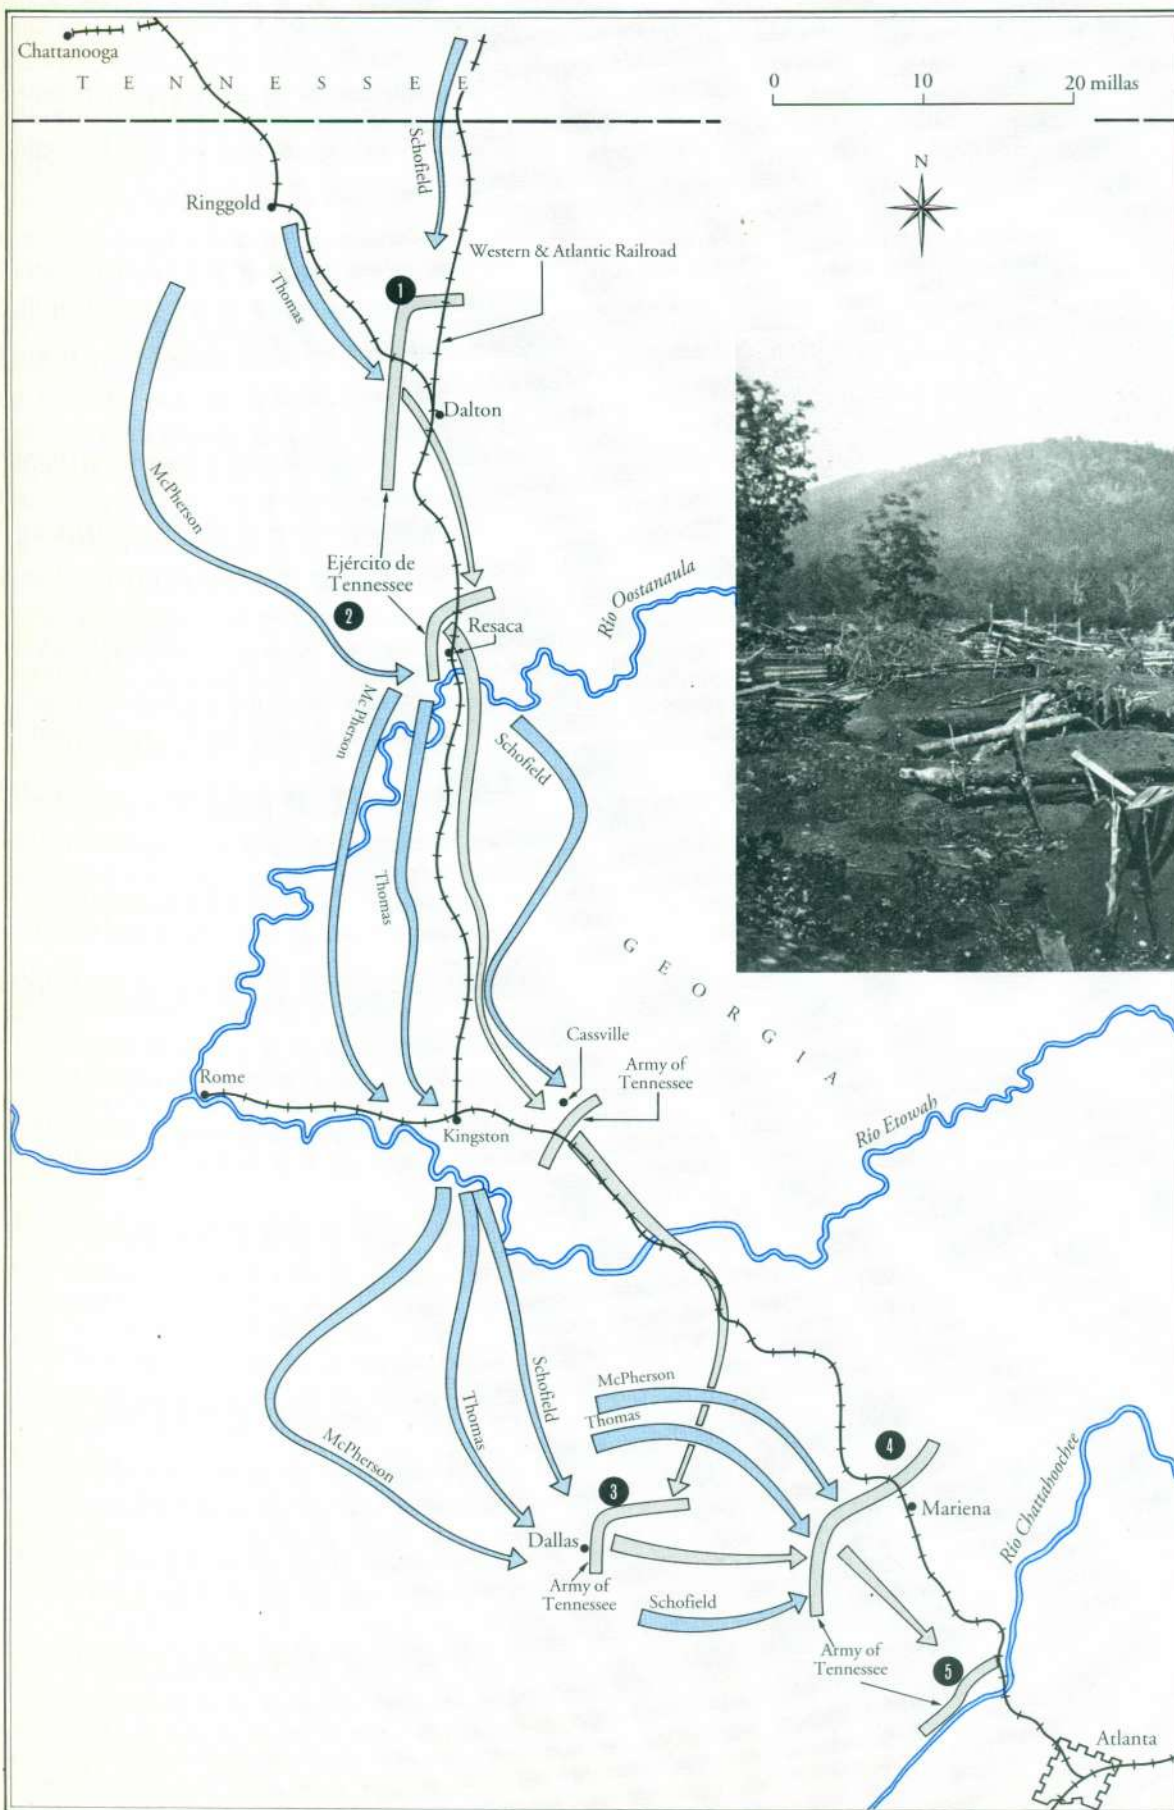 Chattanooga
TENNESSEE
0 10 20 millas
Schofield
N
Ringgold
Western & Atlantic Railroad
Thomas
1
Dalton
McPherson
Ejército de
Tennessee
2
Resaca
Río Oostanaula
McPherson
Schofield
Thomas
GEORGIA
Cassville
Army of
Tennessee
Rome
Kingston
Río Etowah
McPherson
Thomas
Schofield
McPherson
Thomas
3
4
Mariena
Río Chattahoochee
Dallas
Army of
Tennessee
Schofield
Army of
Tennessee
5
Atlanta